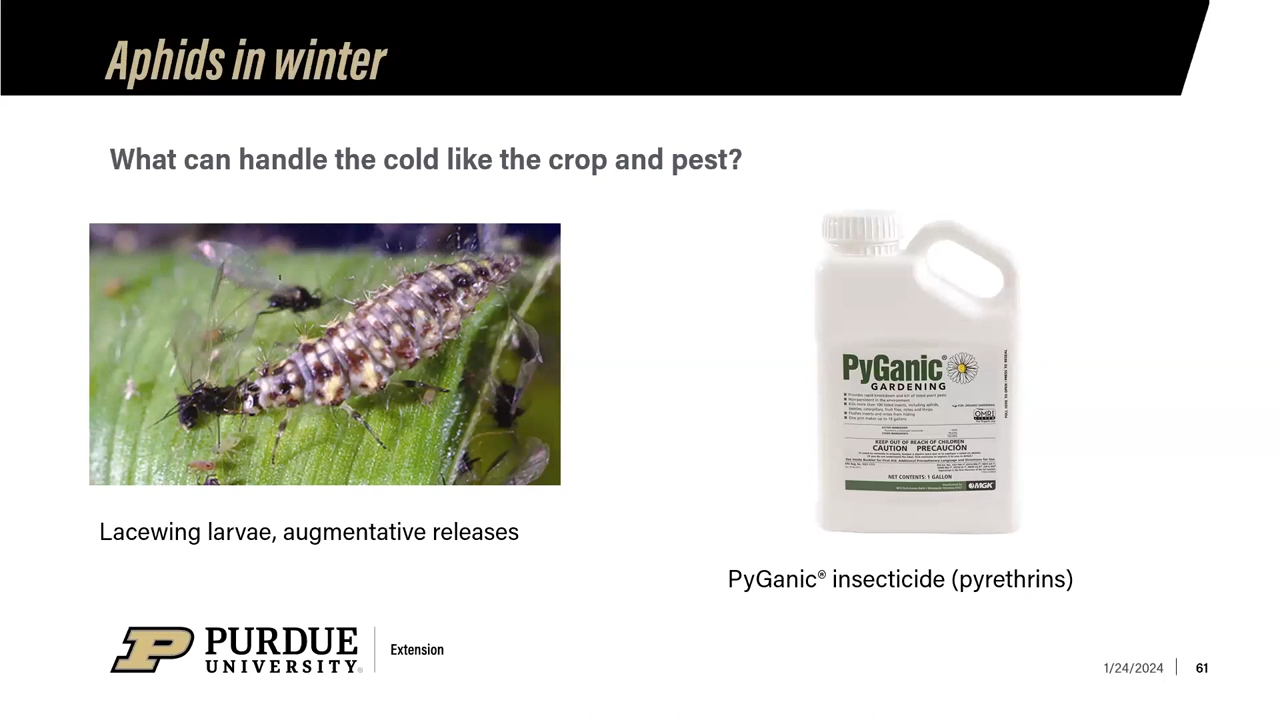 Aphids in winter
What can handle the cold like the crop and pest?
PyGanic®
GARDENING
OMRI
KEEP OUT OF REACH OF CHILDREN
CAUTION PRECAUCIÓN
NET CONTENTS: 1 GALLON
MGK
Lacewing larvae, augmentative releases
PyGanic® insecticide (pyrethrins)
PURDUE
UNIVERSITY®
Extension
1/24/2024
61